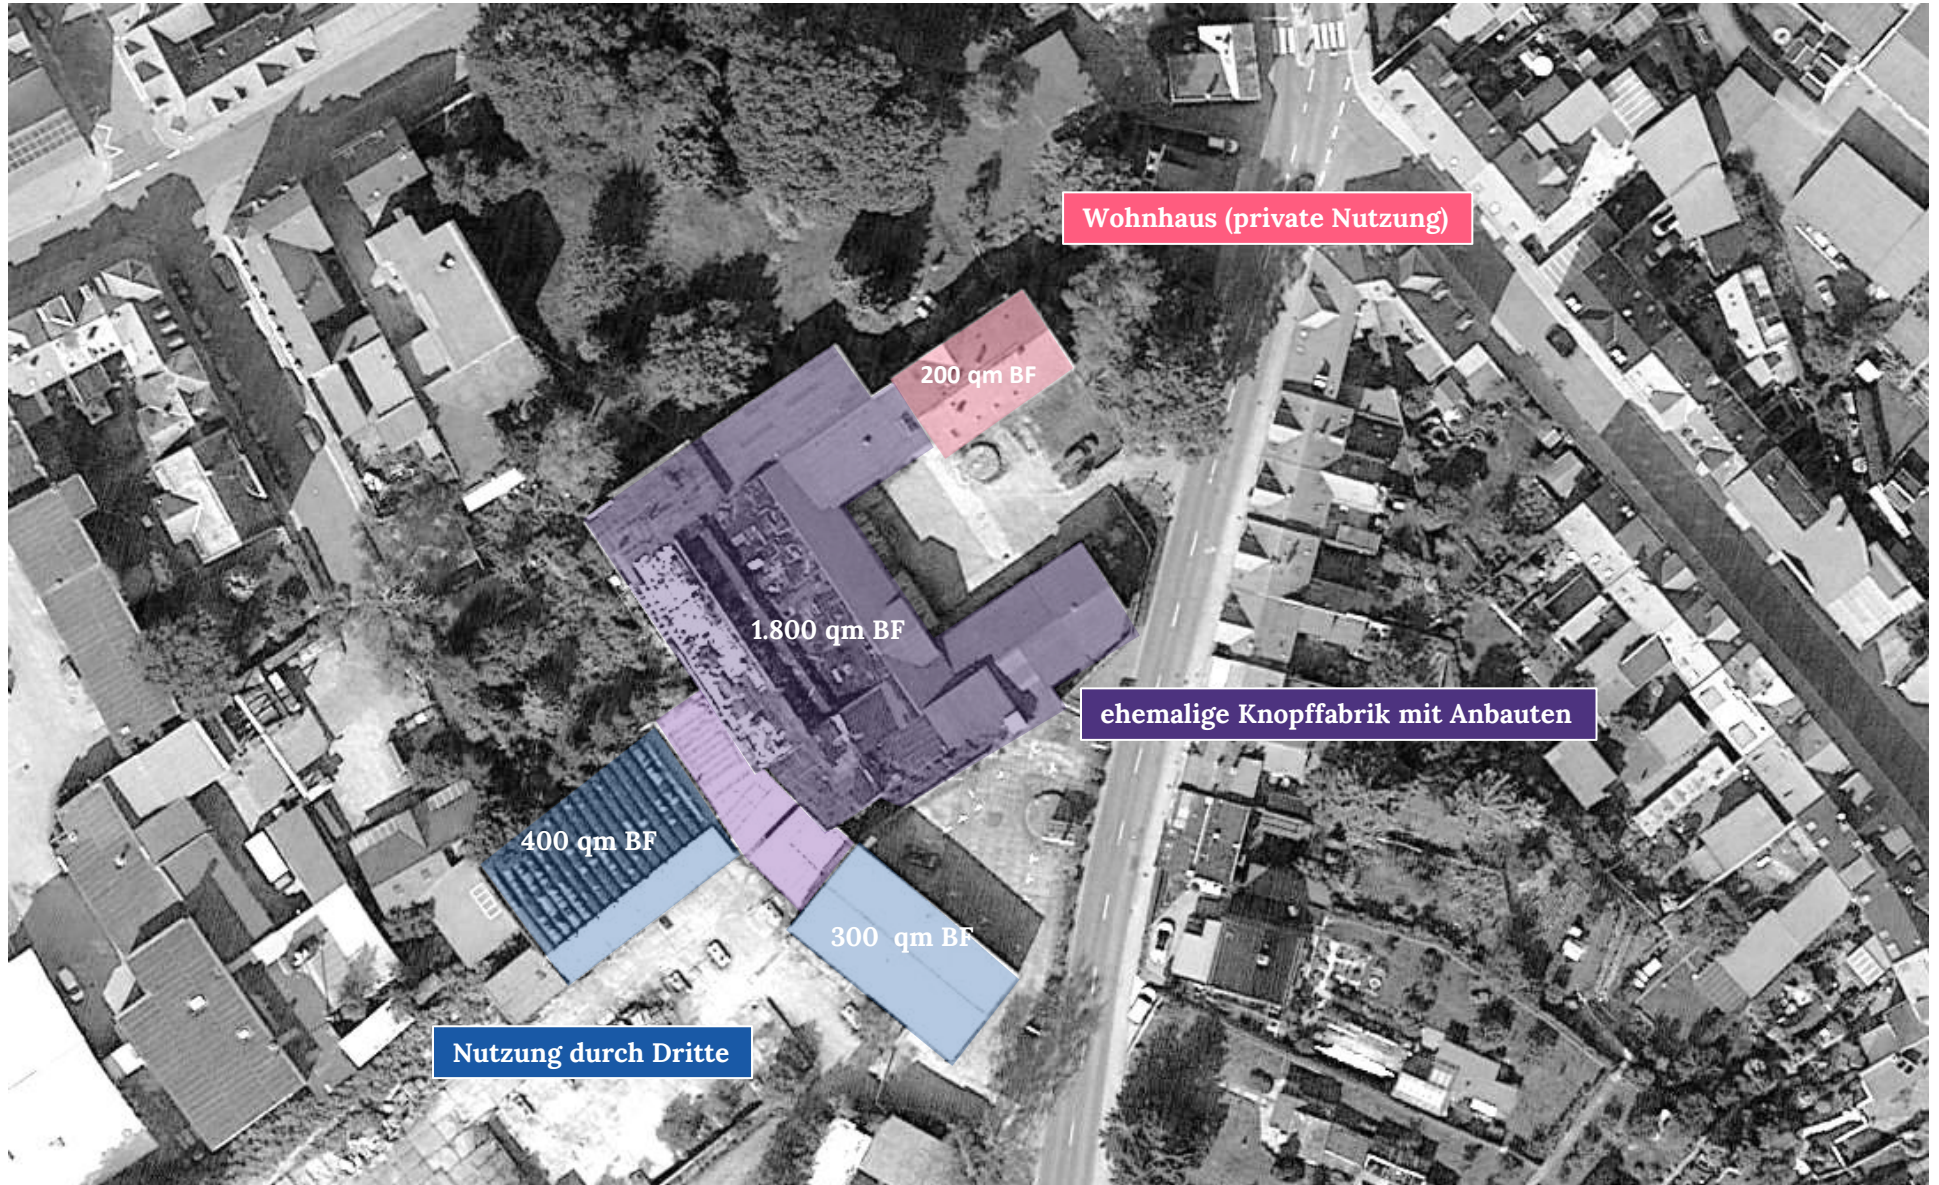 Wohnhaus (private Nutzung)
200 qm BF
1.800 qm BF
ehemalige Knopffabrik mit Anbauten
400 qm BF
300 qm BF
Nutzung durch Dritte